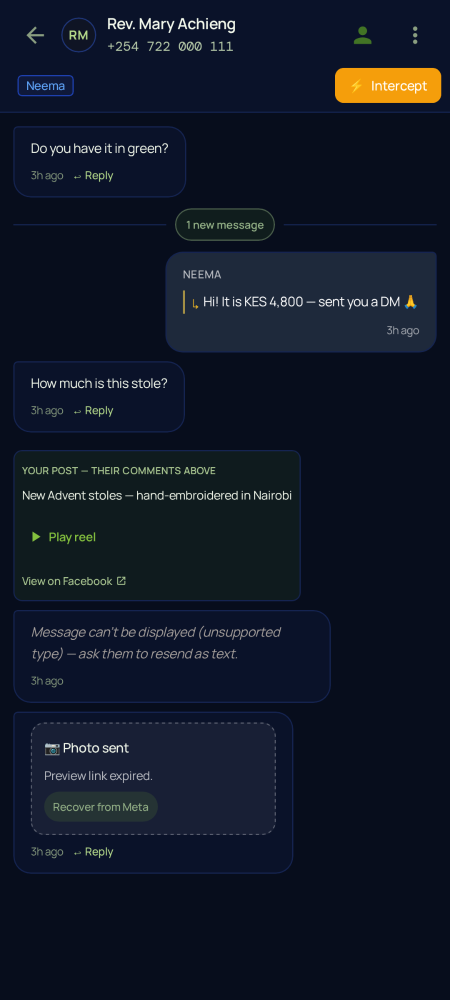 RM
Rev. Mary Achieng
+254 722 000 111
Neema
⚡ Intercept
Do you have it in green?
3h ago ↩ Reply
1 new message
NEEMA
↳ Hi! It is KES 4,800 — sent you a DM 🙏
3h ago
How much is this stole?
3h ago ↩ Reply
YOUR POST — THEIR COMMENTS ABOVE
New Advent stoles — hand-embroidered in Nairobi
▶ Play reel
View on Facebook
Message can't be displayed (unsupported
type) — ask them to resend as text.
3h ago
📷 Photo sent
Preview link expired.
Recover from Meta
3h ago ↩ Reply